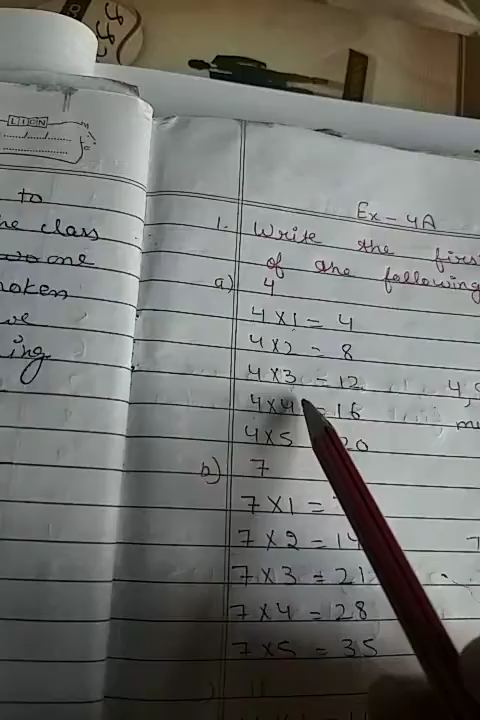 LION
to
class
one
Ex - 4A
1. Write the
of the following
a) 4
4 × 1 = 4
4 × 2 = 8
4 × 3 = 12
4 × 4 = 16
4 × 5 20
b) 7
7 × 1 =
7 × 2 = 14
7 × 3 = 21
7 × 4 = 28
7 × 5 = 35